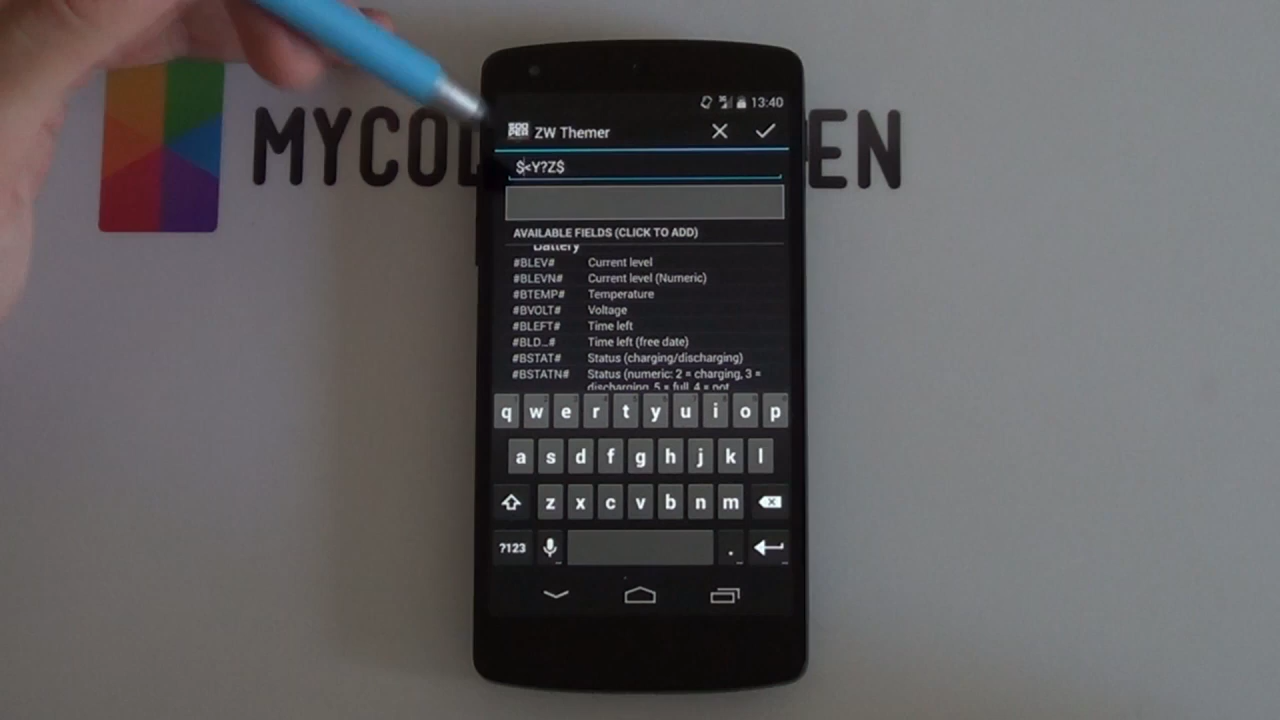 MYCOL EEN
13:40
ZW Themer
$<Y?Z$
AVAILABLE FIELDS (CLICK TO ADD)
Battery
#BLEV# Current level
#BLEVN# Current level (Numeric)
#BTEMP# Temperature
#BVOLT# Voltage
#BLEFT# Time left
#BLD...# Time left (free date)
#BSTAT# Status (charging/discharging)
#BSTATN# Status (numeric: 2 = charging, 3 =
discharging, 5 = full, 4 = not
q w e r t y u i o p
a s d f g h j k l
z x c v b n m
?123 .